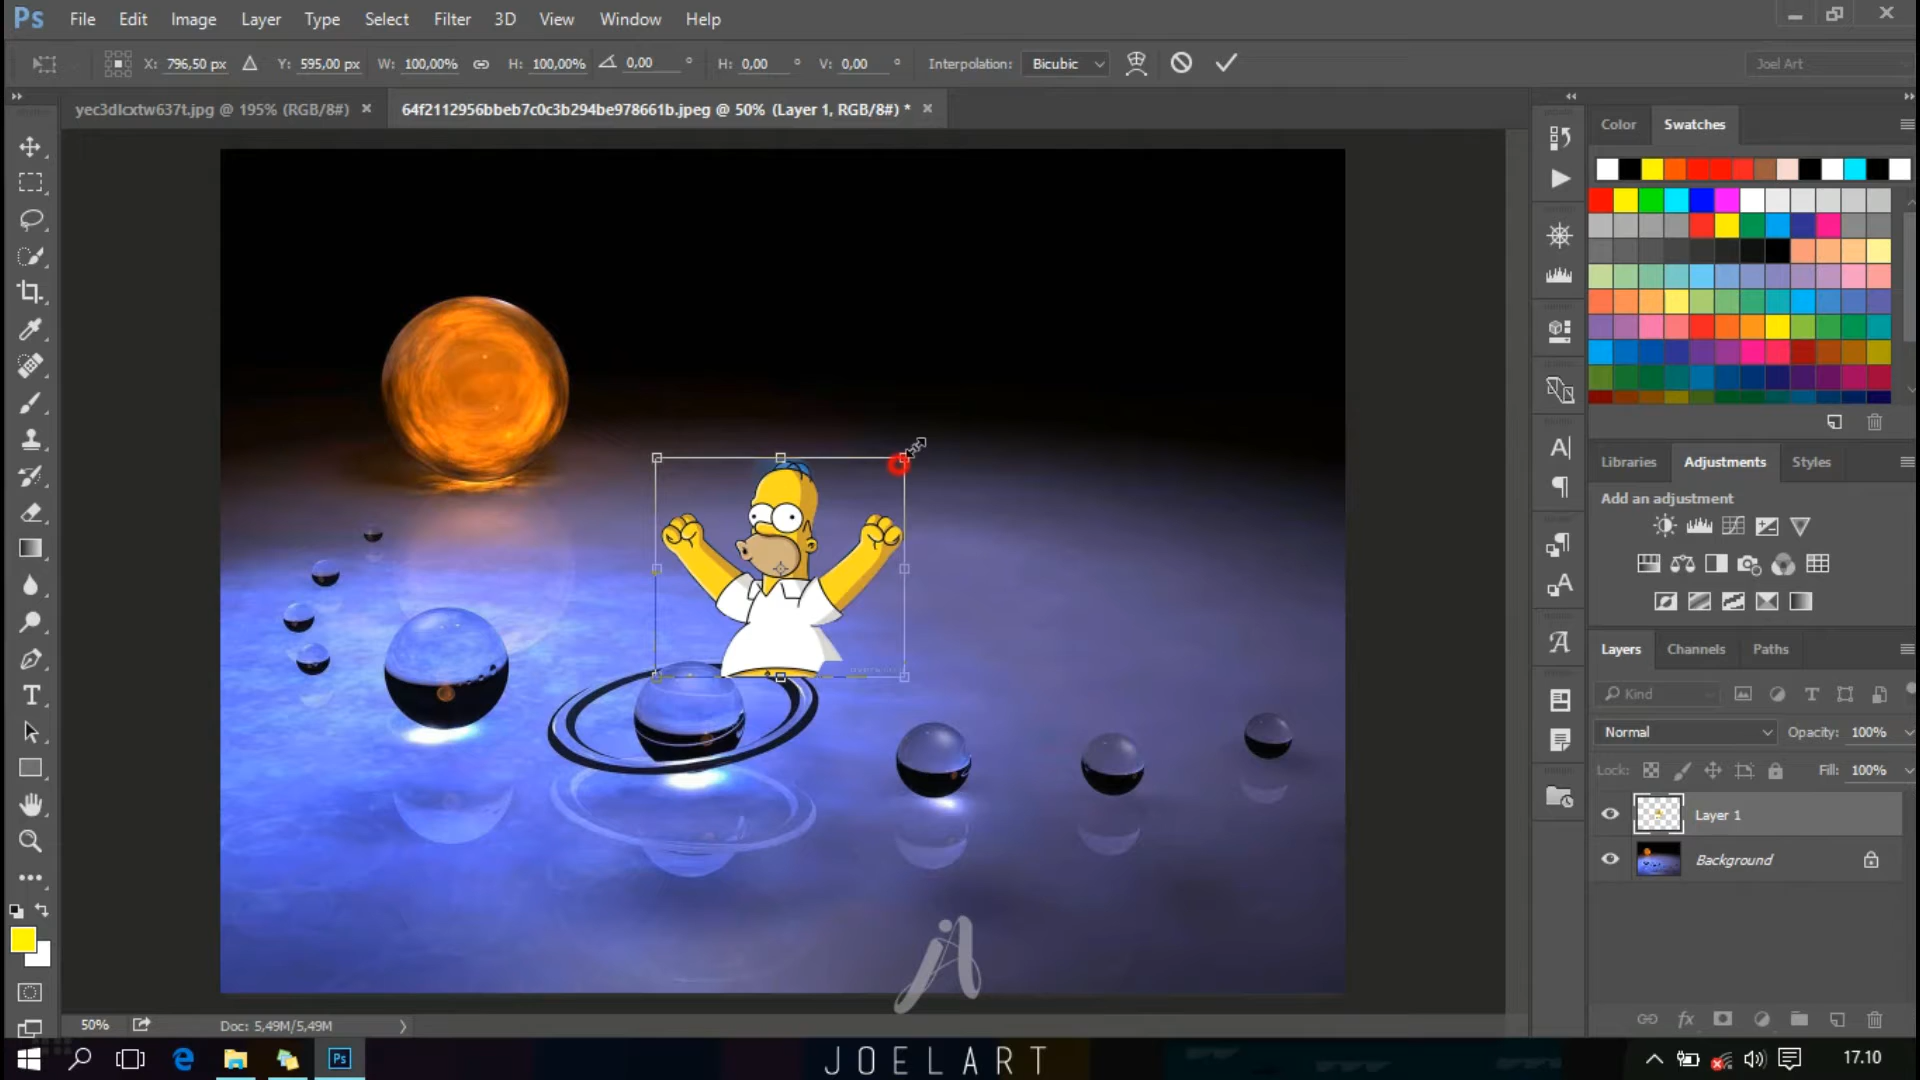 Ps File Edit Image Layer Type Select Filter 3D View Window Help
X: 796,50 px Y: 595,00 px W: 100,00% H: 100,00% 0,00 ° H: 0,00 ° V: 0,00 ° Interpolation: Bicubic Joel Art
yec3dlcxtw637t.jpg @ 195% (RGB/8#) × 64f2112956bbeb7c0c3b294be978661b.jpeg @ 50% (Layer 1, RGB/8#) * ×
Color Swatches
Libraries Adjustments Styles
Add an adjustment
Layers Channels Paths
Kind
Normal Opacity: 100%
Lock: Fill: 100%
Layer 1
Background
50% Doc: 5,49M/5,49M
Ps JOELART 17.10